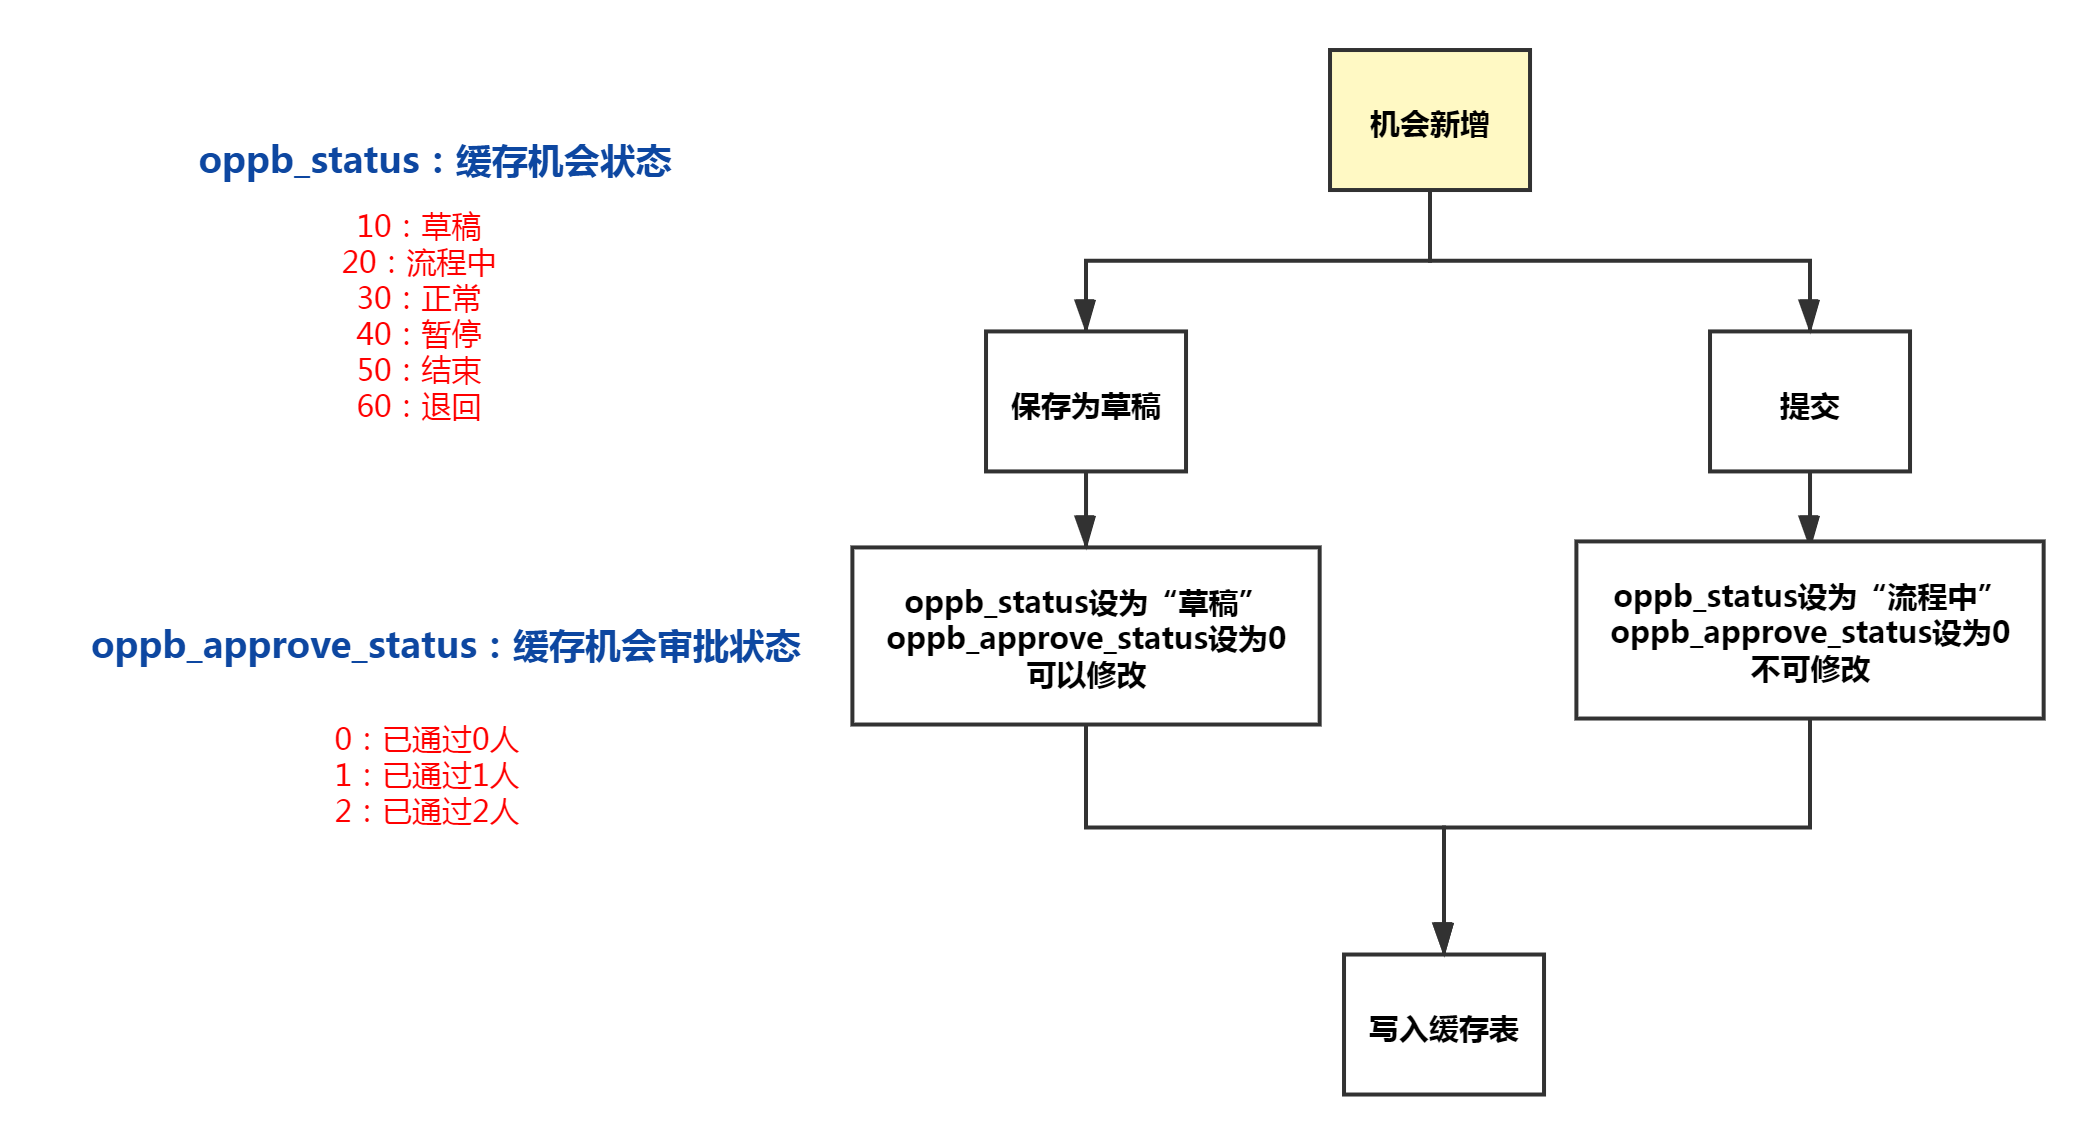 oppb_status：缓存机会状态
10：草稿
20：流程中
30：正常
40：暂停
50：结束
60：退回
oppb_approve_status：缓存机会审批状态
0：已通过0人
1：已通过1人
2：已通过2人
机会新增
保存为草稿
提交
oppb_status设为“草稿”
oppb_approve_status设为0
可以修改
oppb_status设为“流程中”
oppb_approve_status设为0
不可修改
写入缓存表